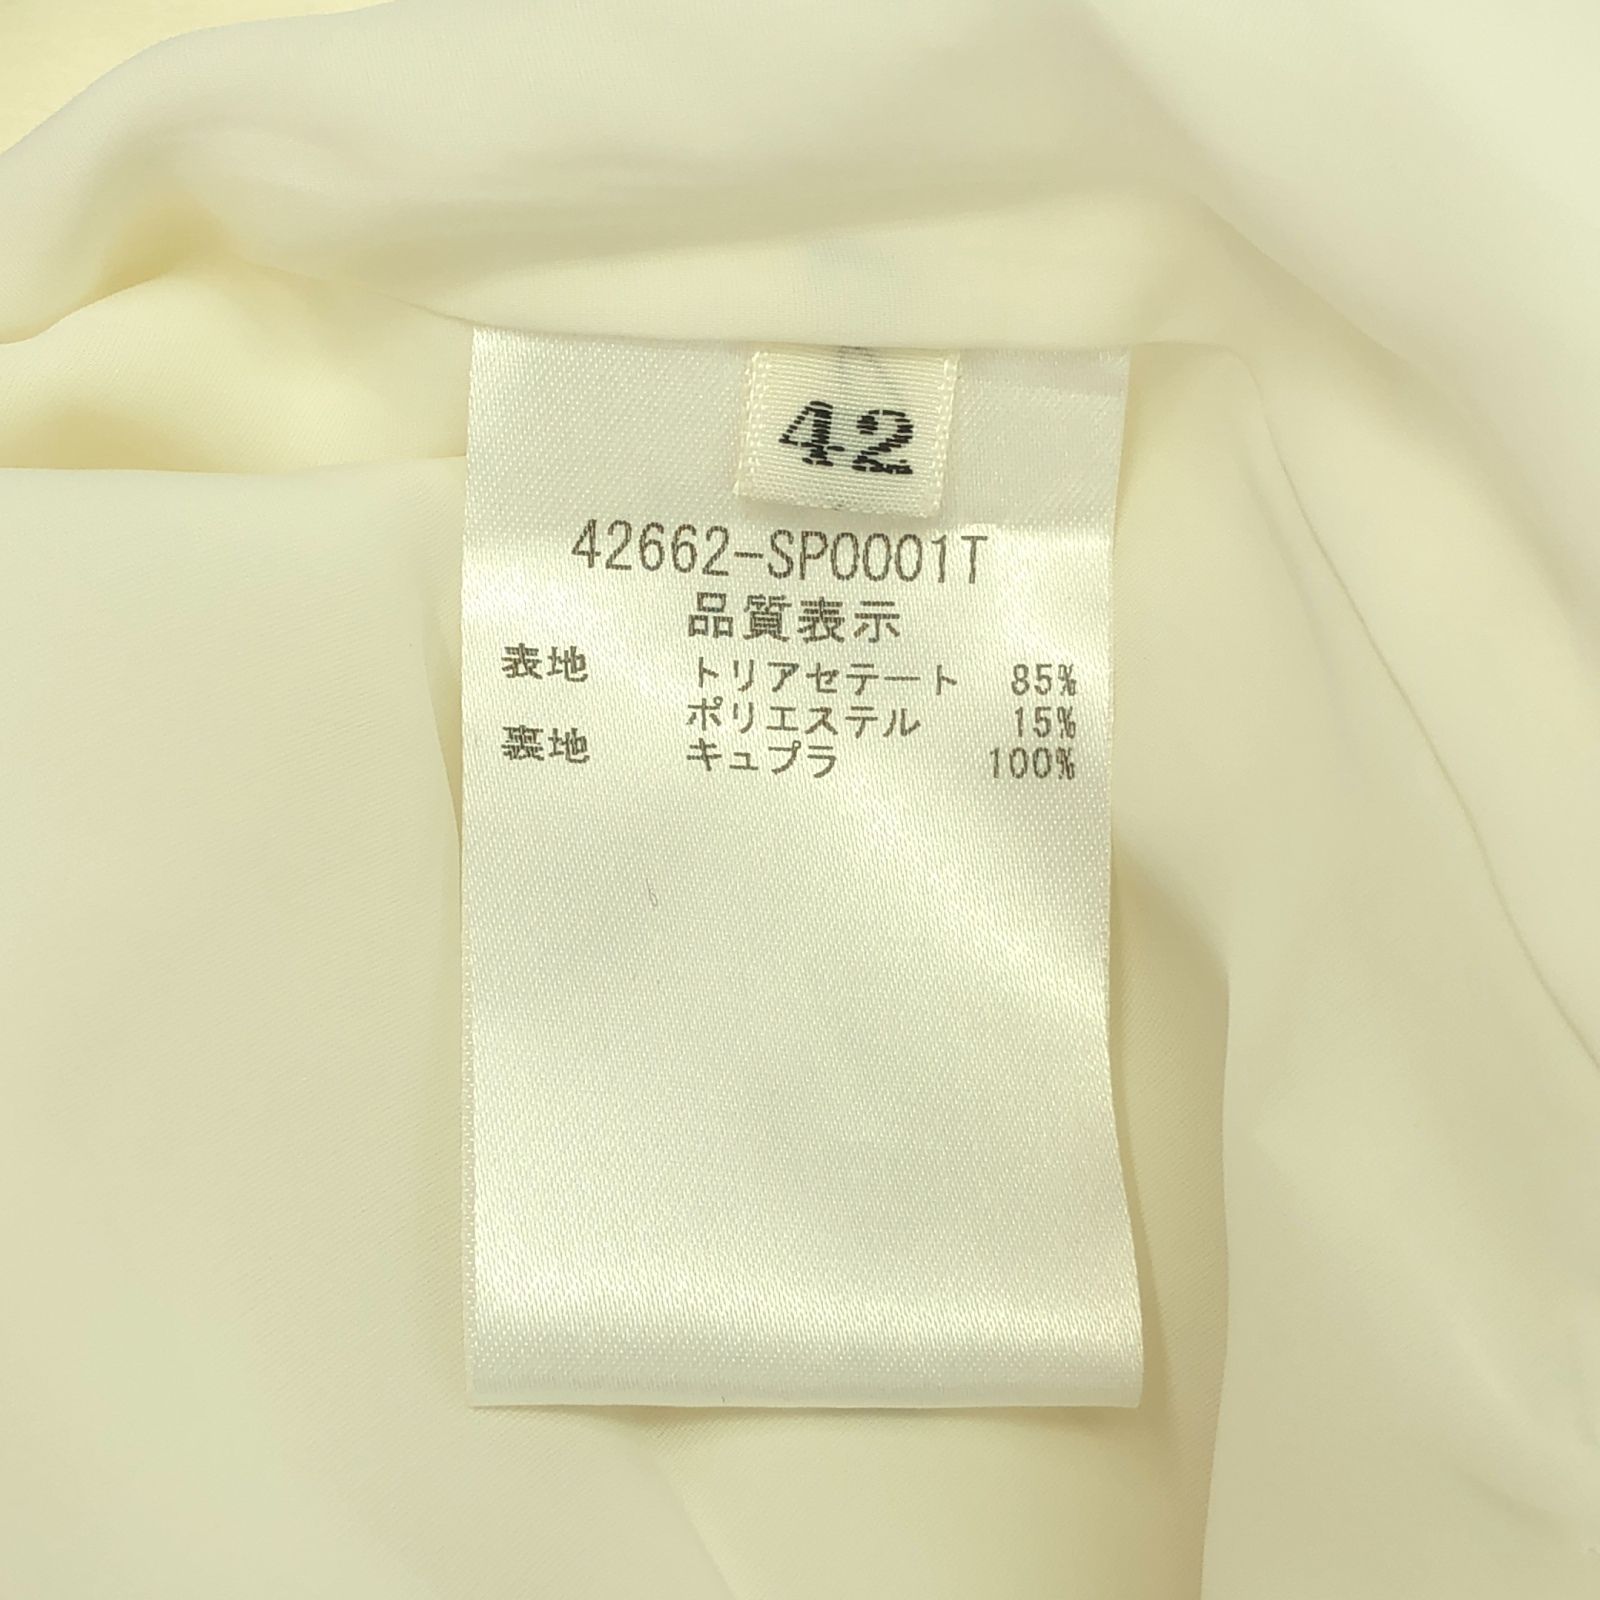 42
42662-SP0001T
品質表示
表地 トリアセテート 85%
ポリエステル 15%
裏地 キュプラ 100%